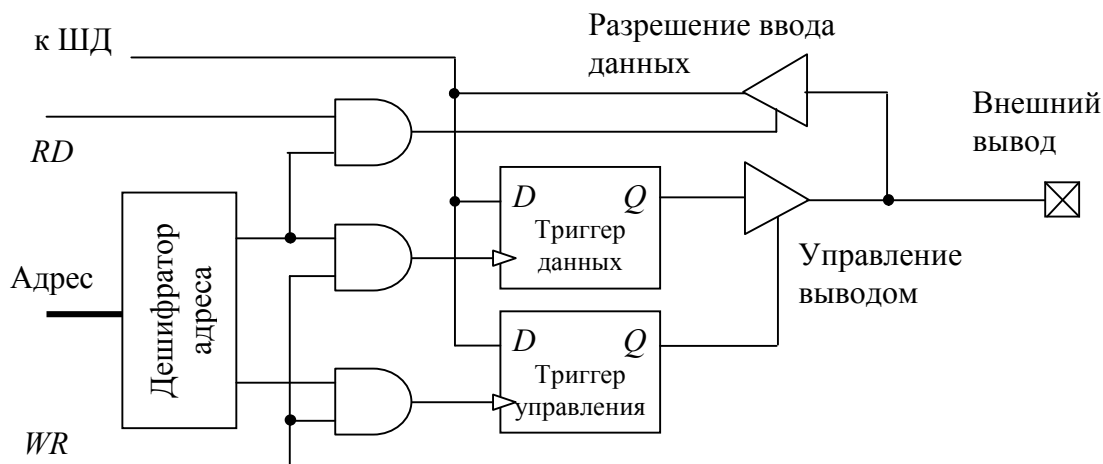 к ШД
Разрешение ввода
данных
Внешний
вывод
RD
D
Q
Триггер
данных
Управление
выводом
Адрес
Дешифратор
адреса
D
Q
Триггер
управления
WR